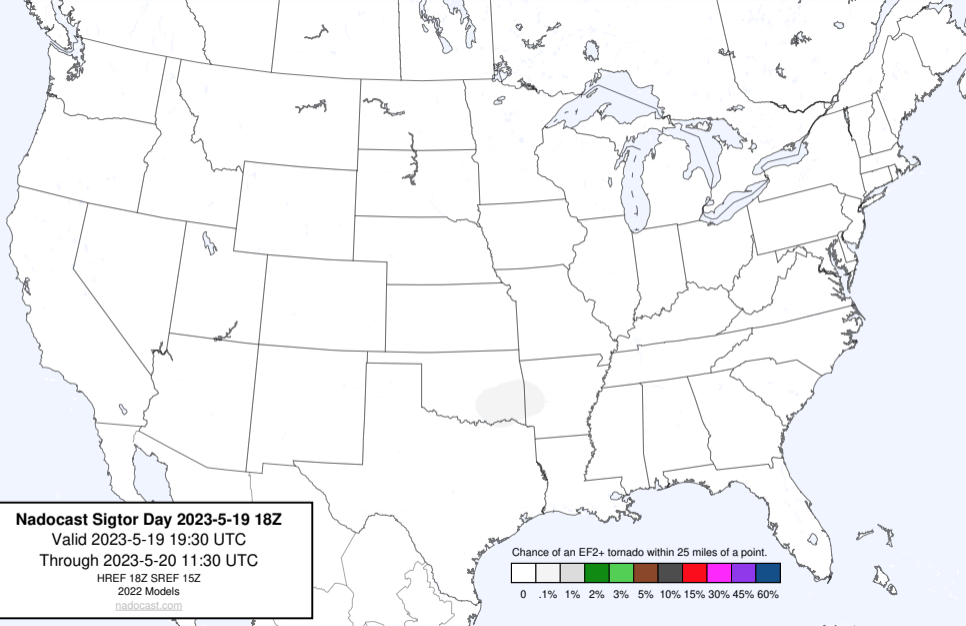 Nadocast Sigtor Day 2023-5-19 18Z
Valid 2023-5-19 19:30 UTC
Through 2023-5-20 11:30 UTC
HREF 18Z SREF 15Z
2022 Models
nadocast.com
Chance of an EF2+ tornado within 25 miles of a point.
0 .1% 1% 2% 3% 5% 10% 15% 30% 45% 60%